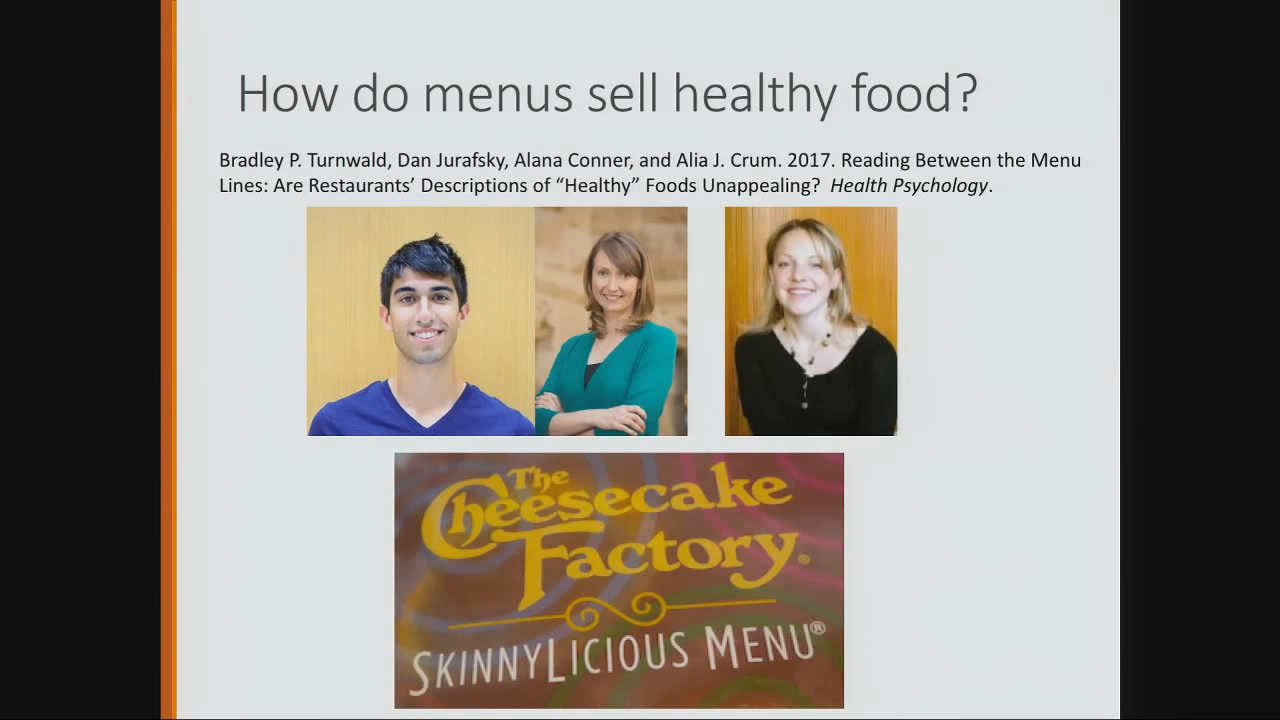 How do menus sell healthy food?
Bradley P. Turnwald, Dan Jurafsky, Alana Conner, and Alia J. Crum. 2017. Reading Between the Menu
Lines: Are Restaurants’ Descriptions of “Healthy” Foods Unappealing? Health Psychology.
The
Cheesecake
Factory®
SKINNYLICIOUS MENU®